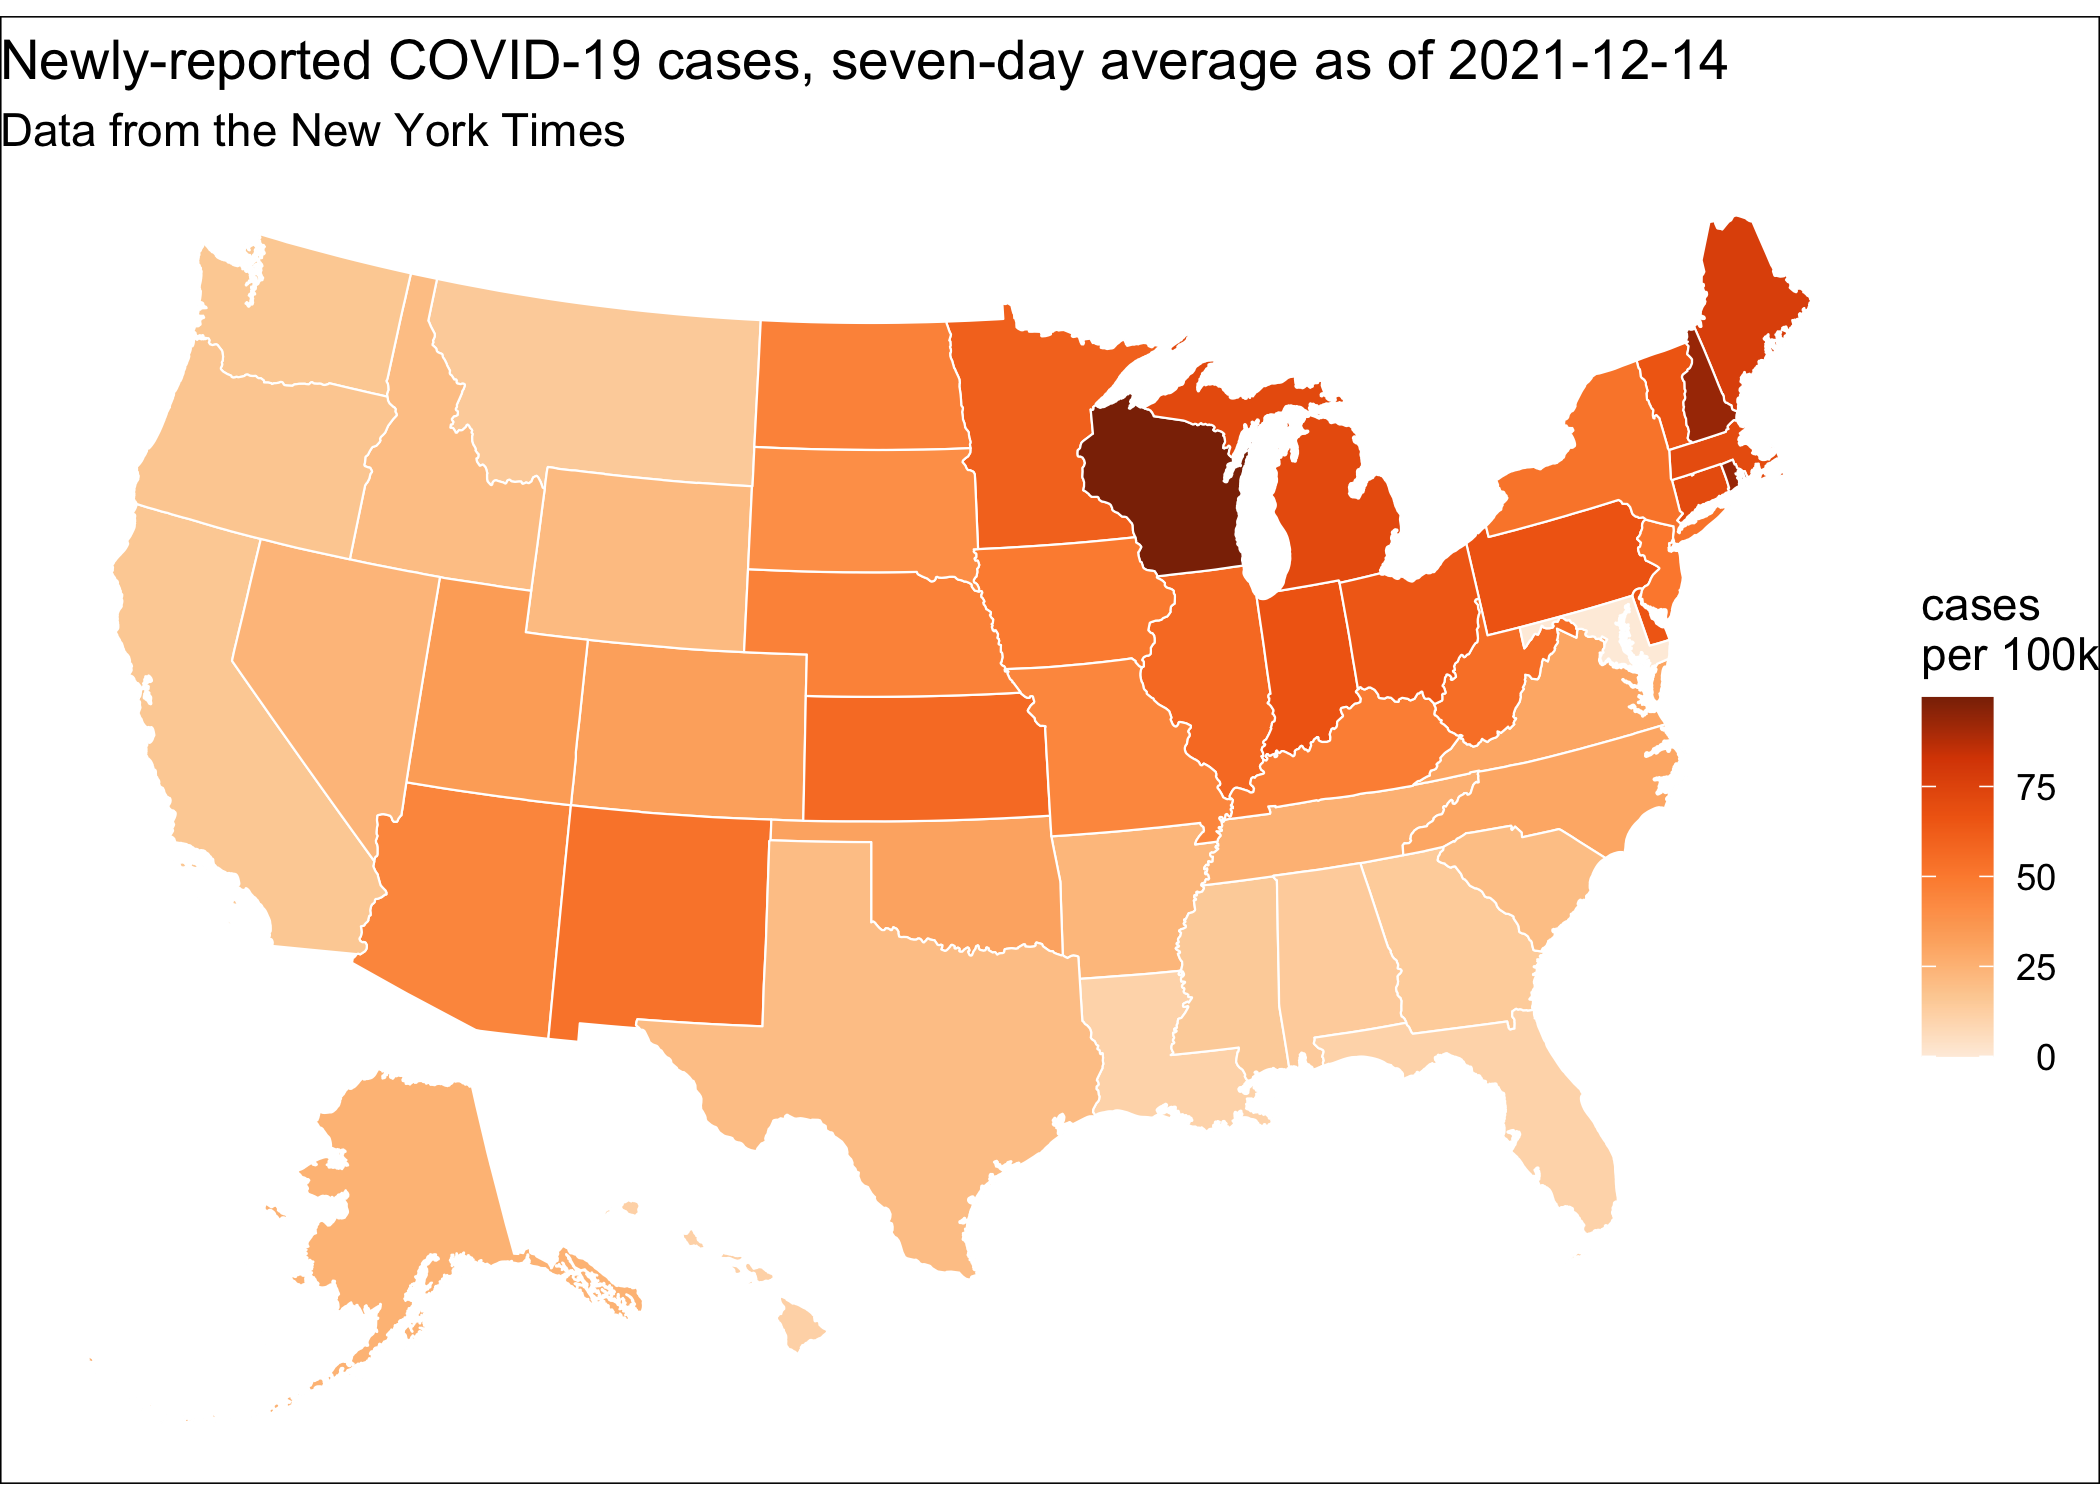 Newly-reported COVID-19 cases, seven-day average as of 2021-12-14
Data from the New York Times
cases
per 100k
75
50
25
0